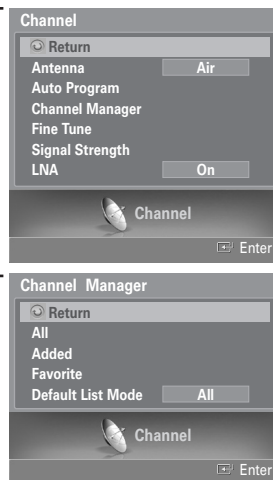 Channel
Return
Antenna Air
Auto Program
Channel Manager
Fine Tune
Signal Strength
LNA On
Channel
Enter
Channel Manager
Return
All
Added
Favorite
Default List Mode All
Channel
Enter